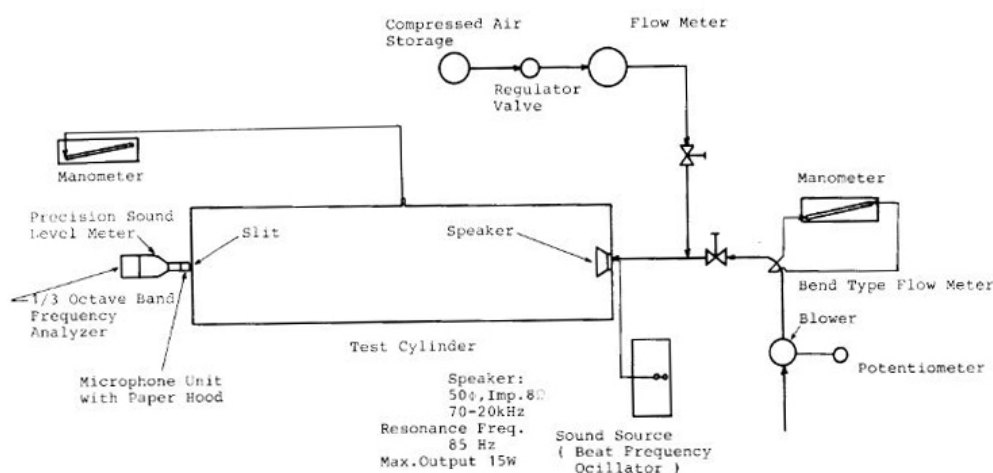 Compressed Air
Storage
Flow Meter
Regulator
Valve
Manometer
Manometer
Precision Sound
Level Meter
Slit
Speaker
1/3 Octave Band
Frequency
Analyzer
Bend Type Flow Meter
Blower
Test Cylinder
Potentiometer
Microphone Unit
with Paper Hood
Speaker:
50φ,Imp.8Ω
70-20kHz
Resonance Freq.
85 Hz
Max.Output 15W
Sound Source
( Beat Frequency
Ocillator )